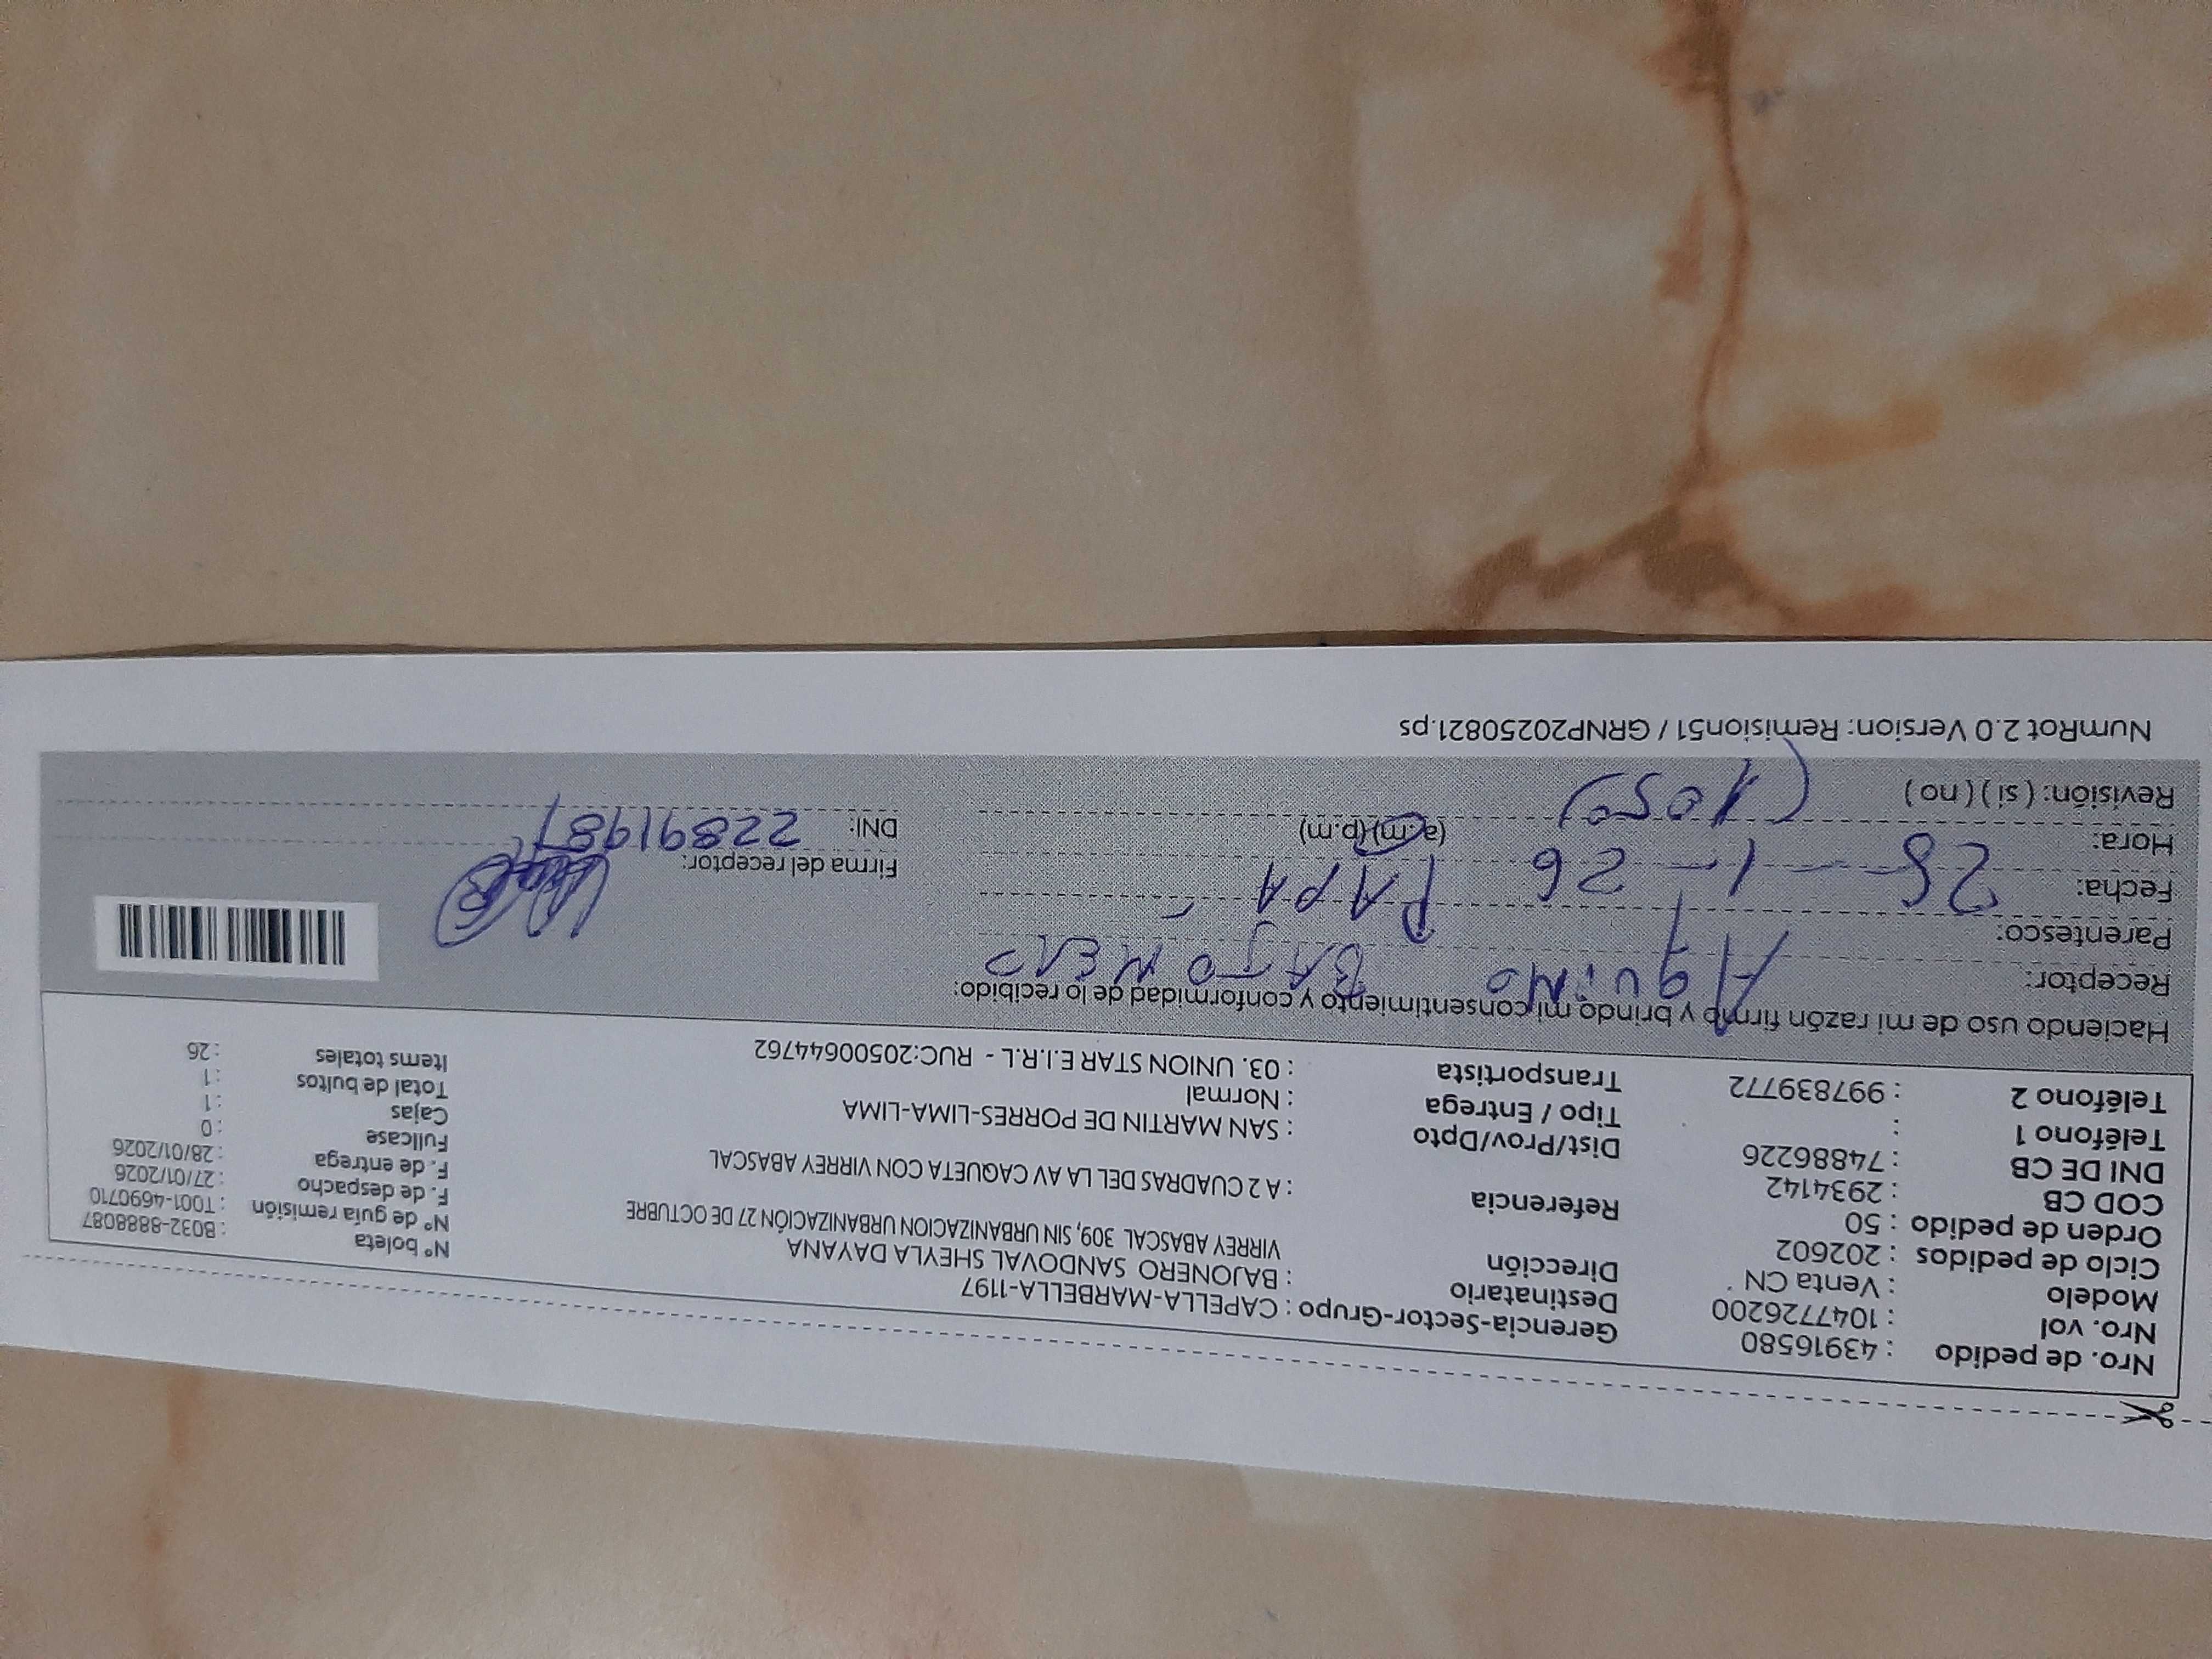 Nro. de pedido : 43916580
Nro. vol : 1047726200
Modelo : Venta CN
Ciclo de pedidos : 202602
Orden de pedido : 50
COD CB : 2934142
DNI DE CB : 74886226
Teléfono 1 :
Teléfono 2 : 997839772
Gerencia-Sector-Grupo : CAPELLA-MARBELLA-1197
Destinatario : BAJONERO SANDOVAL SHEYLA DAYANA
Dirección VIRREY ABASCAL 309, SIN URBANIZACION URBANIZACIÓN 27 DE OCTUBRE
Referencia : A 2 CUADRAS DEL LA AV CAQUETA CON VIRREY ABASCAL
Dist/Prov/Dpto : SAN MARTIN DE PORRES-LIMA-LIMA
Tipo / Entrega : Normal
Transportista : 03. UNION STAR E.I.R.L - RUC:20500644762
Nº boleta : B032-8888087
Nº de guía remisión : T001-4690710
F. de despacho : 27/01/2026
F. de entrega : 28/01/2026
Fullcase : 0
Cajas : 1
Total de bultos : 1
Items totales : 26
Haciendo uso de mi razón firmo y brindo mi consentimiento y conformidad de lo recibido:
Receptor: Aquino
Parentesco: PAPA
Fecha: 28-1-26
Hora: (a.m)(p.m)
Revisión: ( si ) ( no )
Firma del receptor:
DNI:
NumRot 2.0 Version: Remision51 / GRNP20250821.ps